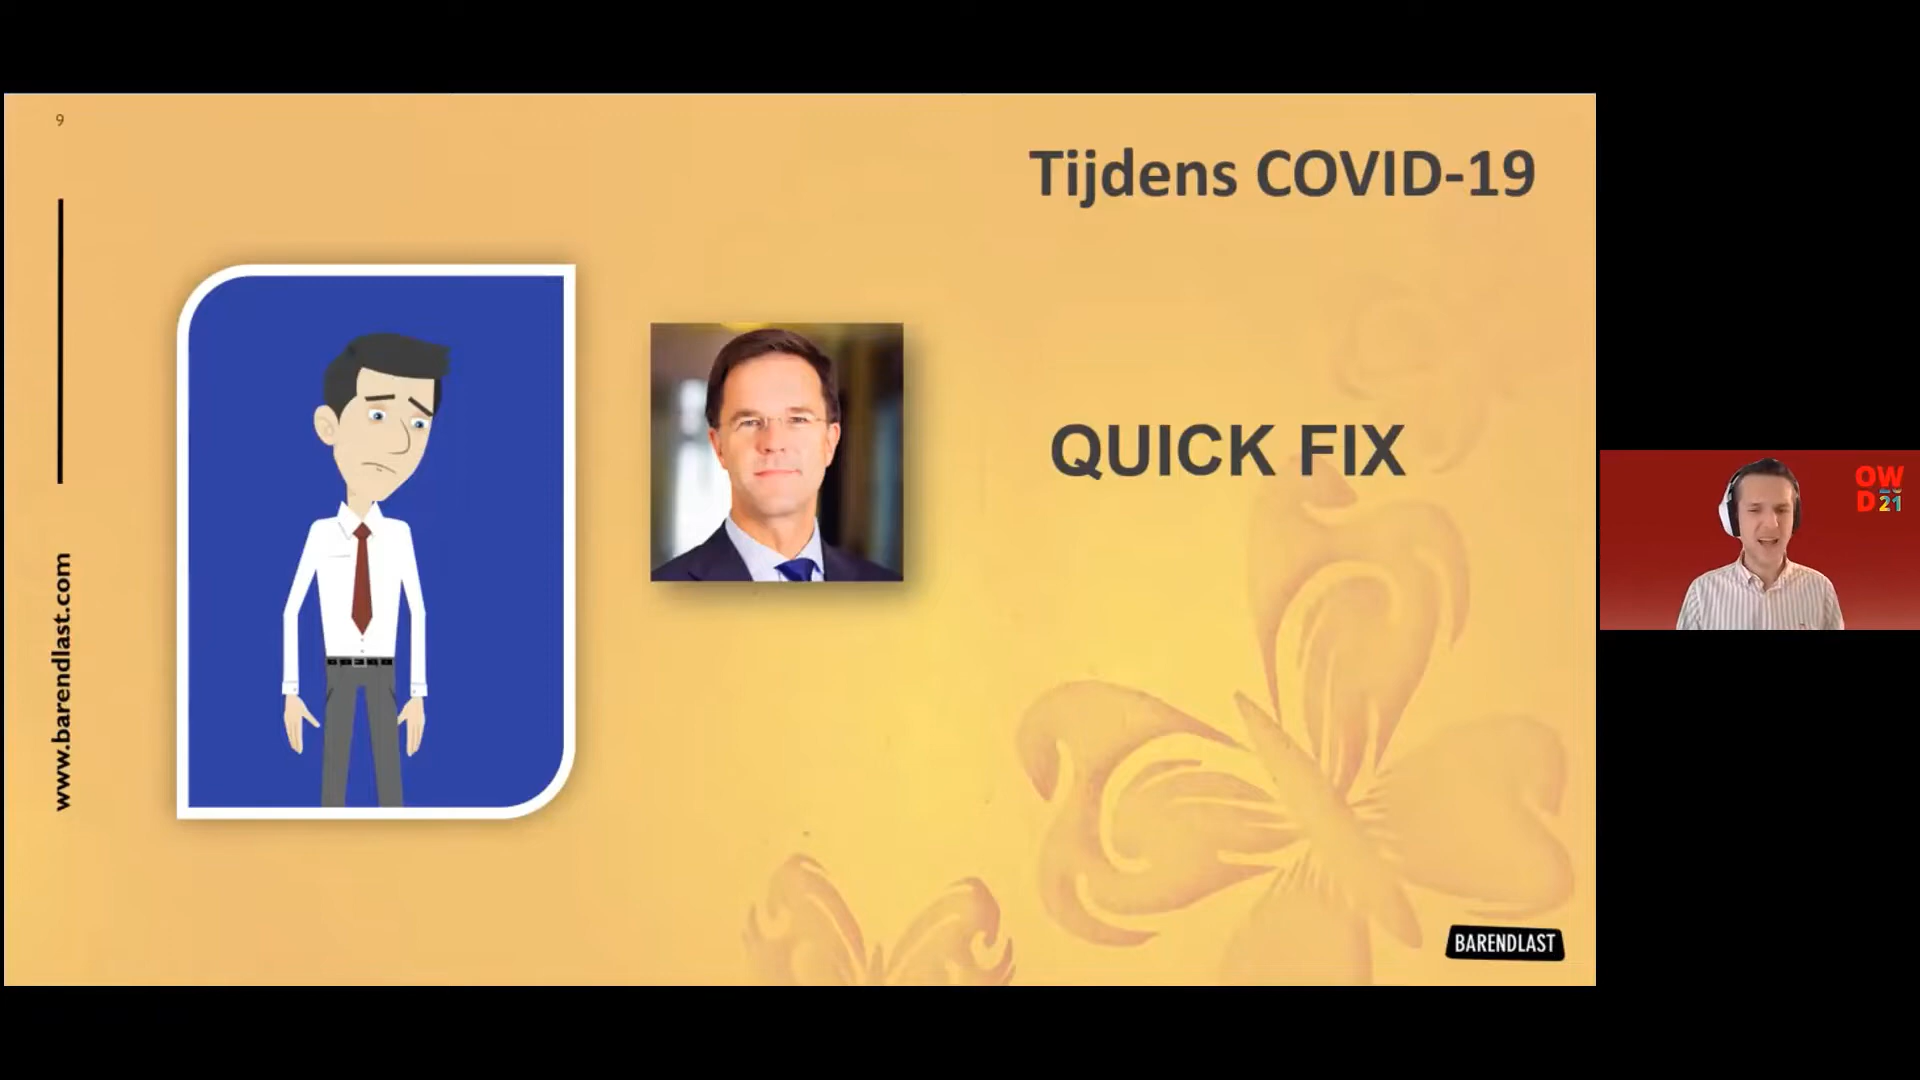 9
Tijdens COVID-19
QUICK FIX
www.barendlast.com
BARENDLAST
OW
D21